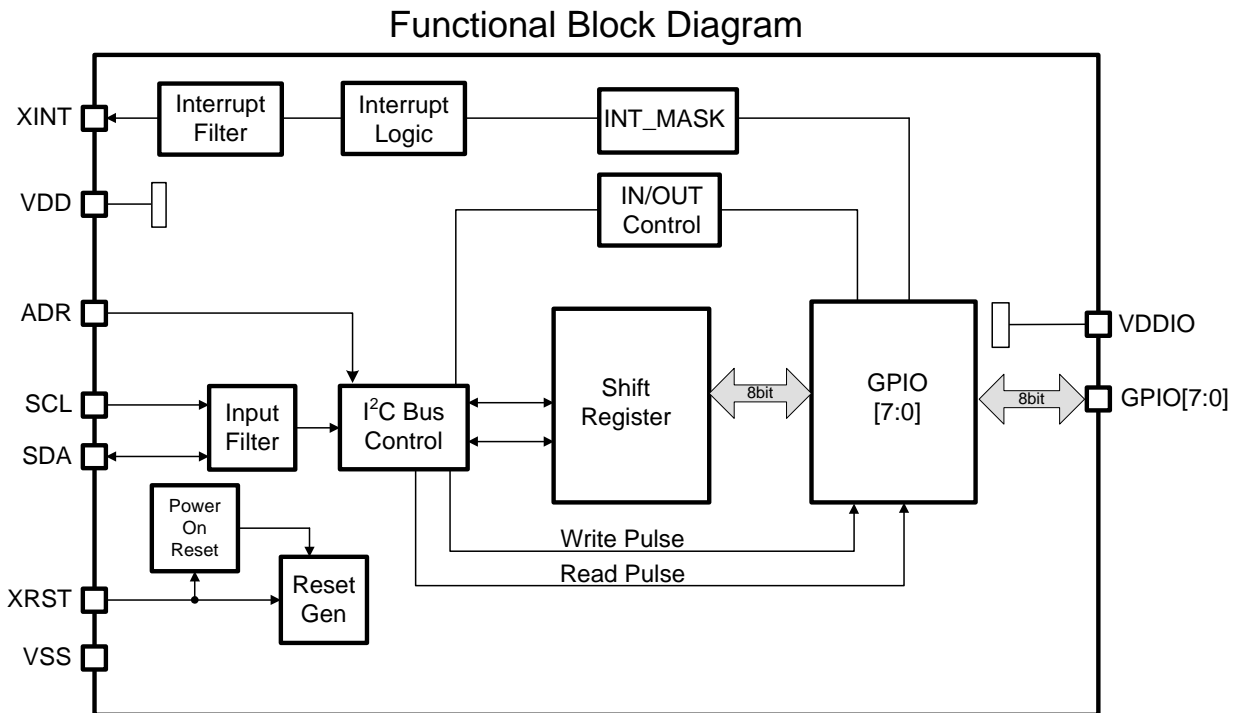 Functional Block Diagram
XINT
Interrupt
Filter
Interrupt
Logic
INT_MASK
VDD
IN/OUT
Control
ADR
VDDIO
Shift
Register
8bit
GPIO
[7:0]
8bit
GPIO[7:0]
SCL
SDA
Input
Filter
I²C Bus
Control
Power
On
Reset
Write Pulse
Read Pulse
XRST
Reset
Gen
VSS